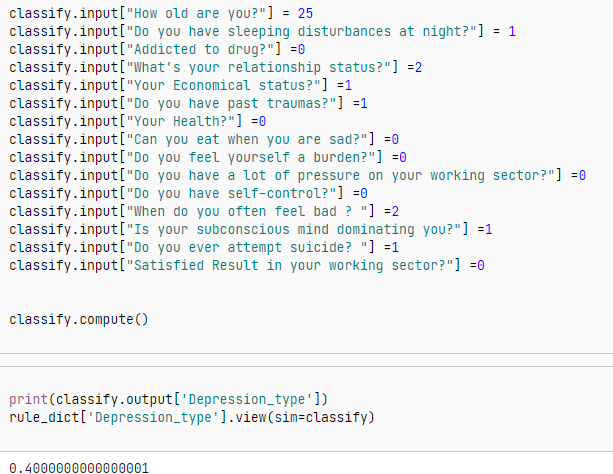 classify.input["How old are you?"] = 25
classify.input["Do you have sleeping disturbances at night?"] = 1
classify.input["Addicted to drug?"] =0
classify.input["What's your relationship status?"] =2
classify.input["Your Economical status?"] =1
classify.input["Do you have past traumas?"] =1
classify.input["Your Health?"] =0
classify.input["Can you eat when you are sad?"] =0
classify.input["Do you feel yourself a burden?"] =0
classify.input["Do you have a lot of pressure on your working sector?"] =0
classify.input["Do you have self-control?"] =0
classify.input["When do you often feel bad ? "] =2
classify.input["Is your subconscious mind dominating you?"] =1
classify.input["Do you ever attempt suicide? "] =1
classify.input["Satisfied Result in your working sector?"] =0
classify.compute()
print(classify.output['Depression_type'])
rule_dict['Depression_type'].view(sim=classify)
0.4000000000000001